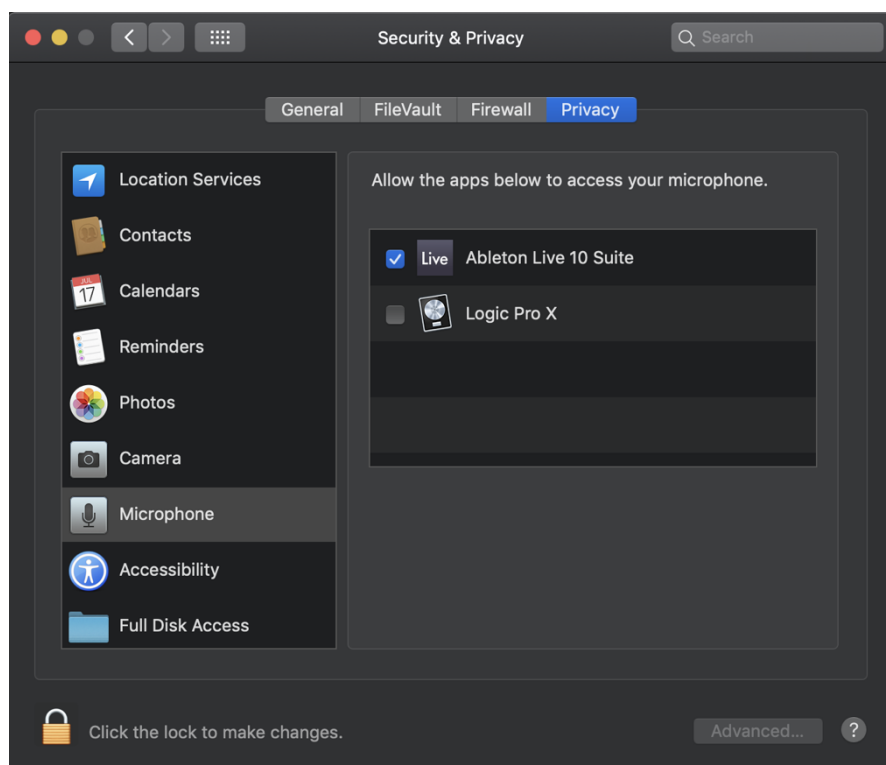 Security & Privacy
Search
General FileVault Firewall Privacy
Location Services
Contacts
JUL
17
Calendars
Reminders
Photos
Camera
Microphone
Accessibility
Full Disk Access
Allow the apps below to access your microphone.
Live Ableton Live 10 Suite
Logic Pro X
Click the lock to make changes.
Advanced...
?